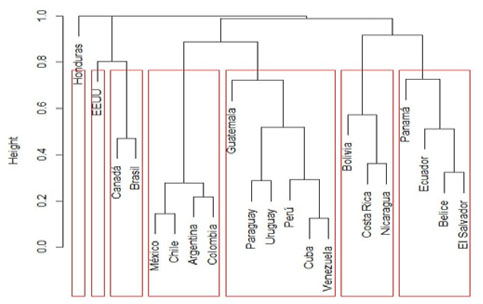 Height
1.0
0.8
0.6
0.4
0.2
0.0
Honduras
EEUU
Canadá
Brasil
México
Chile
Argentina
Colombia
Guatemala
Paraguay
Uruguay
Perú
Cuba
Venezuela
Bolivia
Costa Rica
Nicaragua
Panamá
Ecuador
Belice
El Salvador